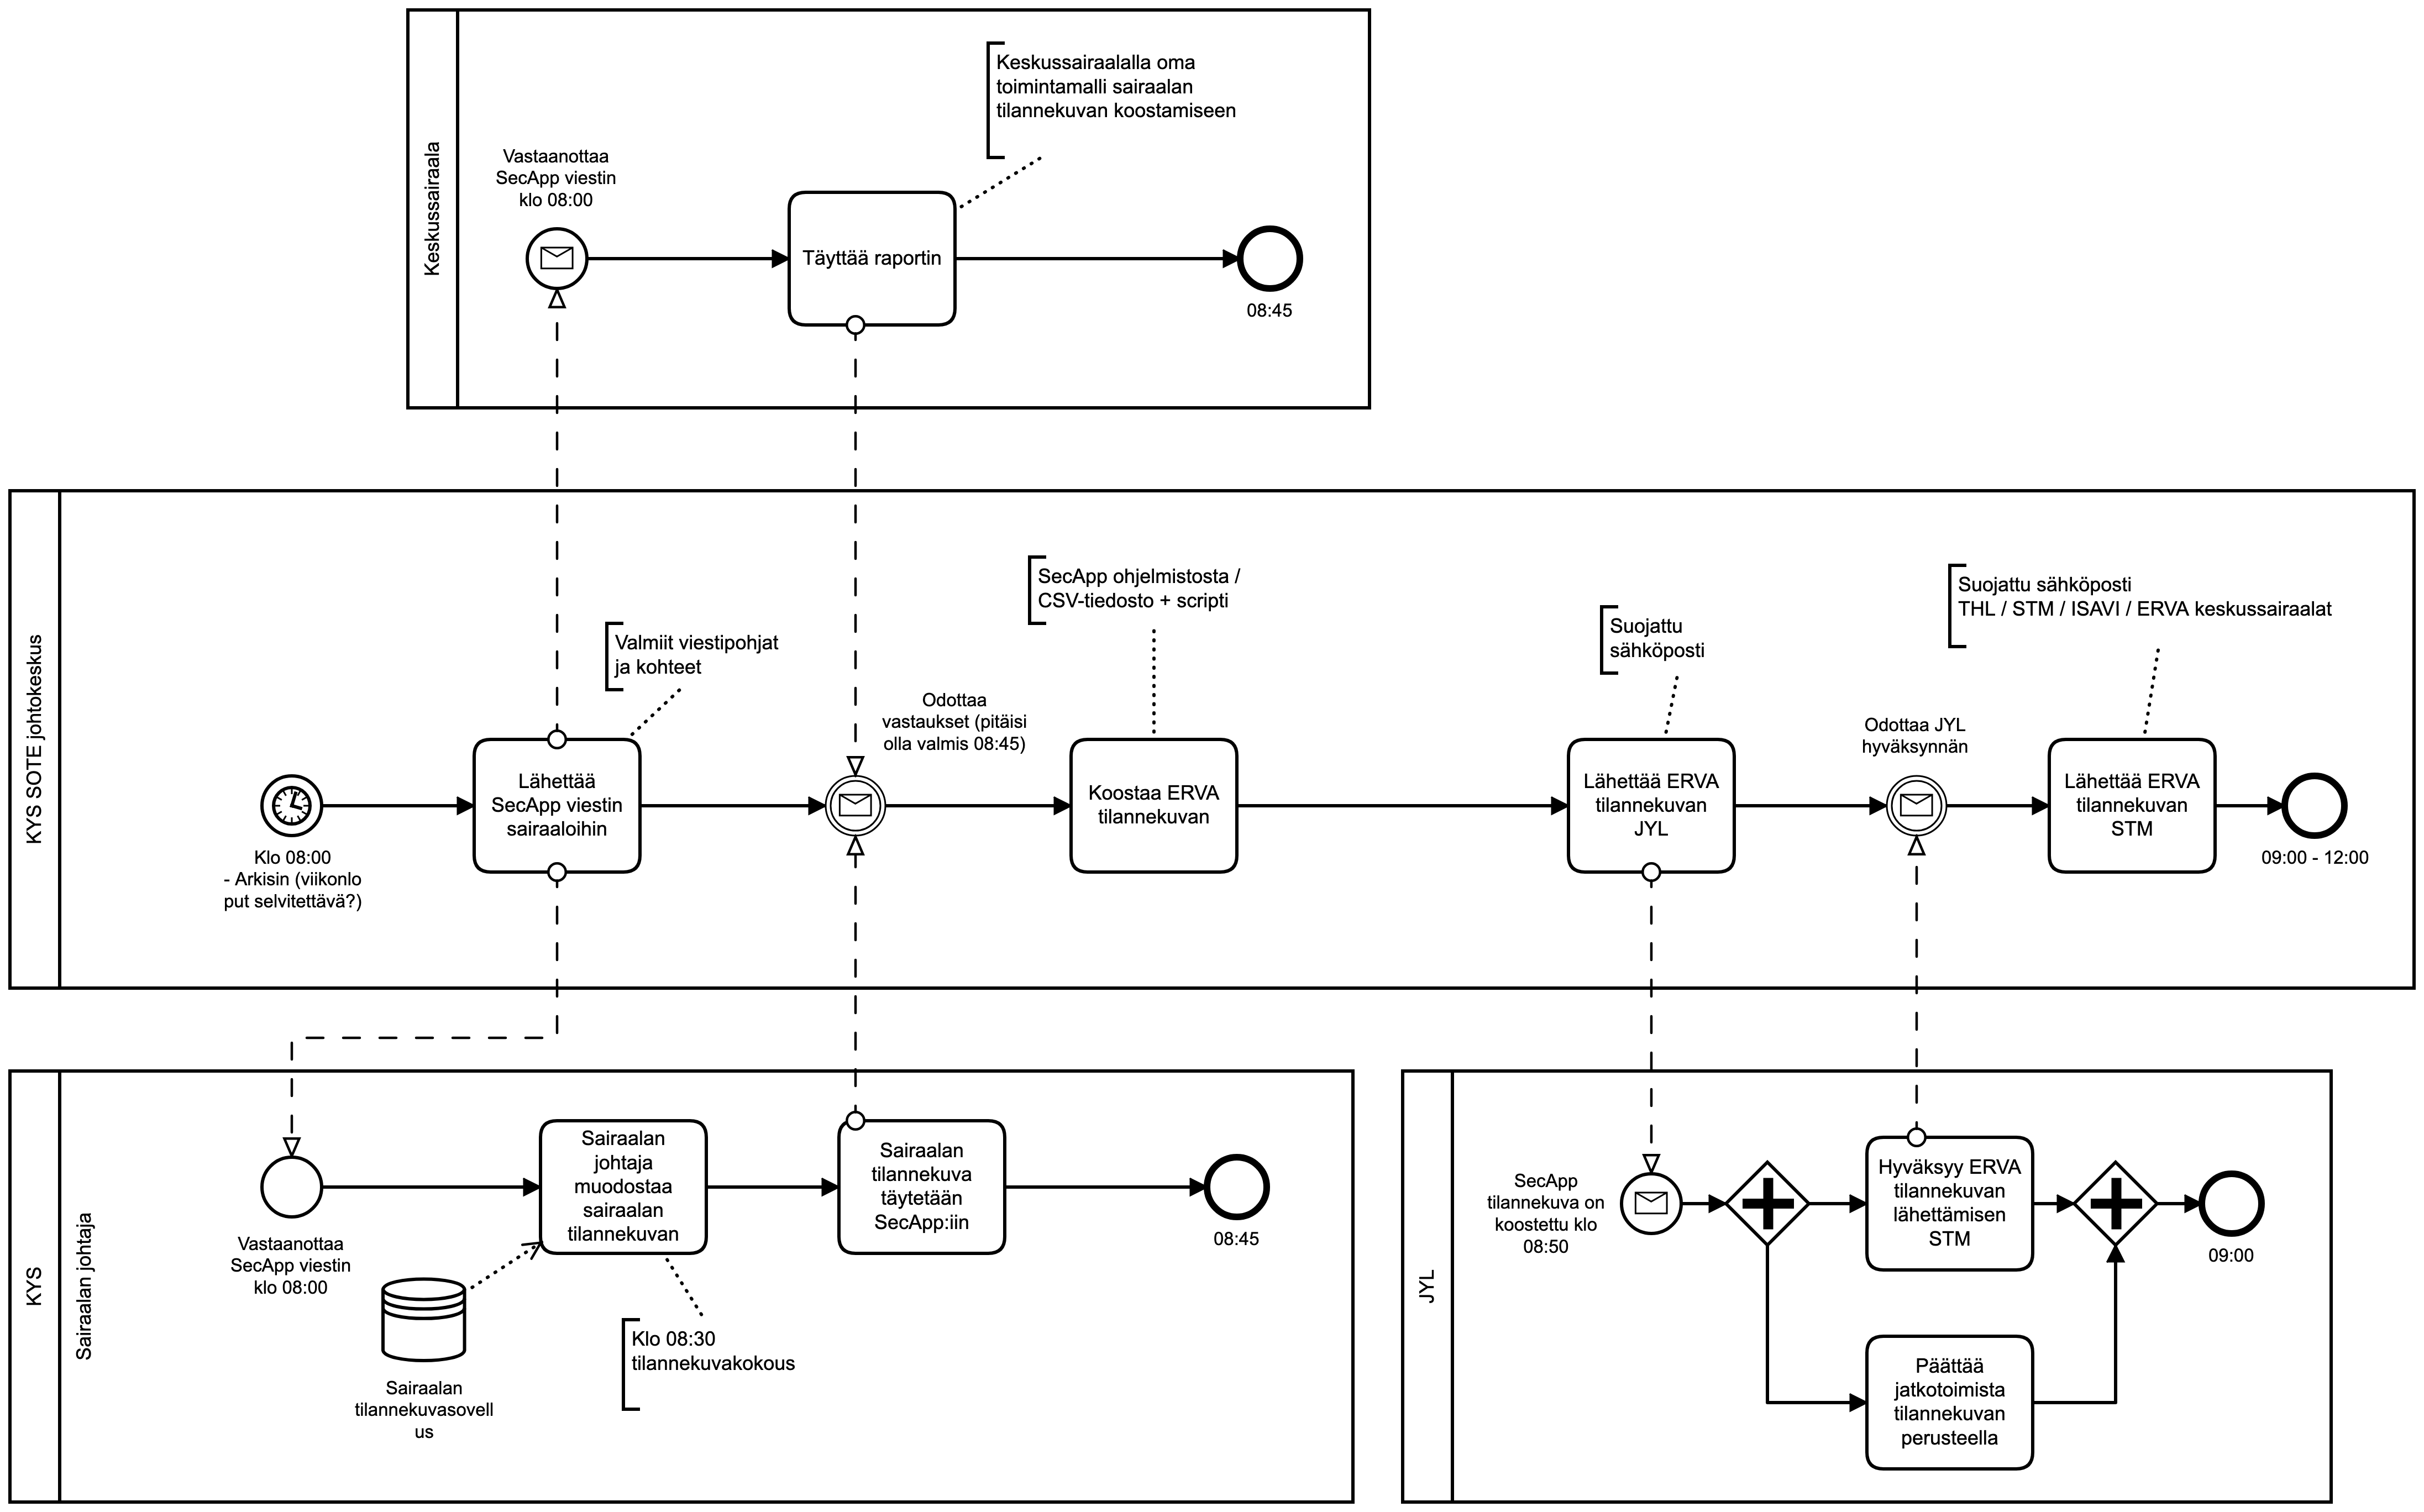 Keskussairaala
Keskussairaalalla oma
toimintamalli sairaalan
tilannekuvan koostamiseen
Vastaanottaa
SecApp viestin
klo 08:00
Täyttää raportin
08:45
KYS SOTE johtokeskus
Klo 08:00
- Arkisin (viikonlo
put selvitettävä?)
Lähettää
SecApp viestin
sairaaloihin
Valmiit viestipohjat
ja kohteet
Odottaa
vastaukset (pitäisi
olla valmis 08:45)
SecApp ohjelmistosta /
CSV-tiedosto + scripti
Koostaa ERVA
tilannekuvan
Suojattu
sähköposti
Lähettää ERVA
tilannekuvan
JYL
Odottaa JYL
hyväksynnän
Suojattu sähköposti
THL / STM / ISAVI / ERVA keskussairaalat
Lähettää ERVA
tilannekuvan
STM
09:00 - 12:00
KYS
Sairaalan johtaja
Vastaanottaa
SecApp viestin
klo 08:00
Sairaalan
johtaja
muodostaa
sairaalan
tilannekuvan
Sairaalan
tilannekuvasovell
us
Klo 08:30
tilannekuvakokous
Sairaalan
tilannekuva
täytetään
SecApp:iin
08:45
JYL
SecApp
tilannekuva on
koostettu klo
08:50
Hyväksyy ERVA
tilannekuvan
lähettämisen
STM
Päättää
jatkotoimista
tilannekuvan
perusteella
09:00